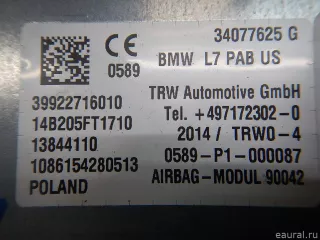 34077625 G
CE
0589
BMW L7 PAB US
39922716010
TRW Automotive GmbH
14B205FT1710
Tel. +497172302-0
13844110
2014 / TRW0-4
1086154280513
0589-P1-000087
POLAND
AIRBAG-MODUL 90042
eaural.ru